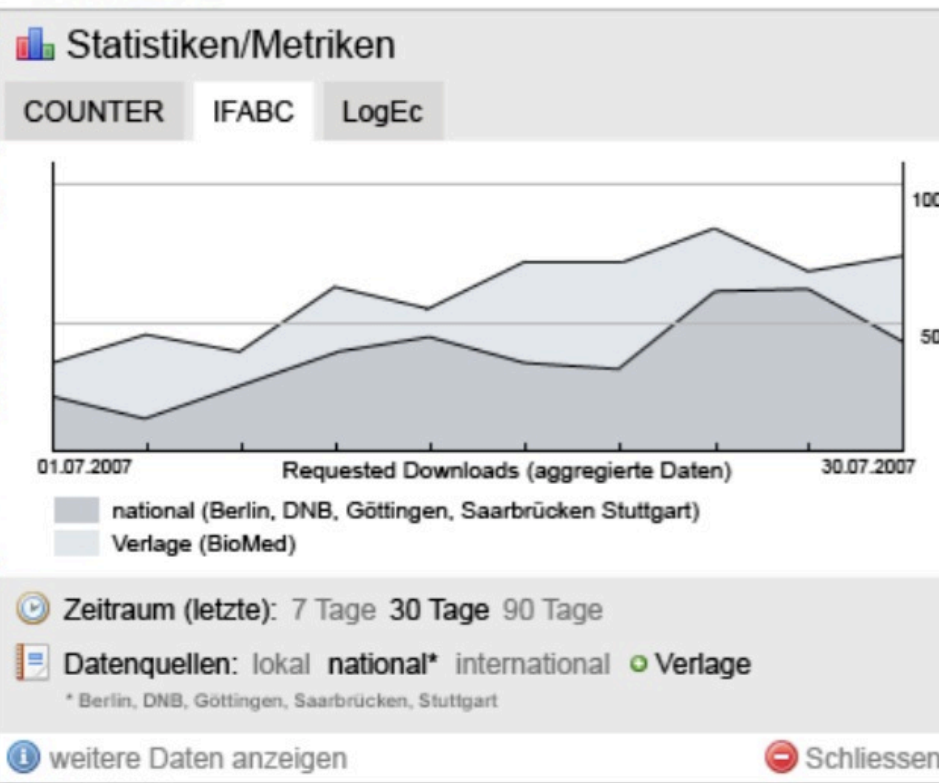 Statistiken/Metriken
COUNTER IFABC LogEc
100
50
01.07.2007 Requested Downloads (aggregierte Daten) 30.07.2007
national (Berlin, DNB, Göttingen, Saarbrücken Stuttgart)
Verlage (BioMed)
Zeitraum (letzte): 7 Tage 30 Tage 90 Tage
Datenquellen: lokal national* international Verlage
* Berlin, DNB, Göttingen, Saarbrücken, Stuttgart
weitere Daten anzeigen Schliessen